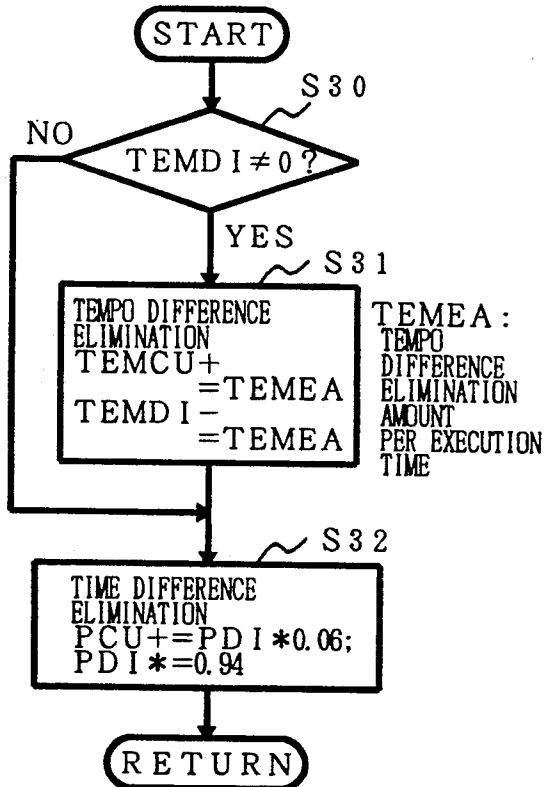 START
S30
NO
TEMDI≠0?
YES
S31
TEMPO DIFFERENCE
ELIMINATION
TEMCU+
=TEMEA
TEMDI-
=TEMEA
TEMEA:
TEMPO
DIFFERENCE
ELIMINATION
AMOUNT
PER EXECUTION
TIME
S32
TIME DIFFERENCE
ELIMINATION
PCU+=PDI*0.06;
PDI*=0.94
RETURN